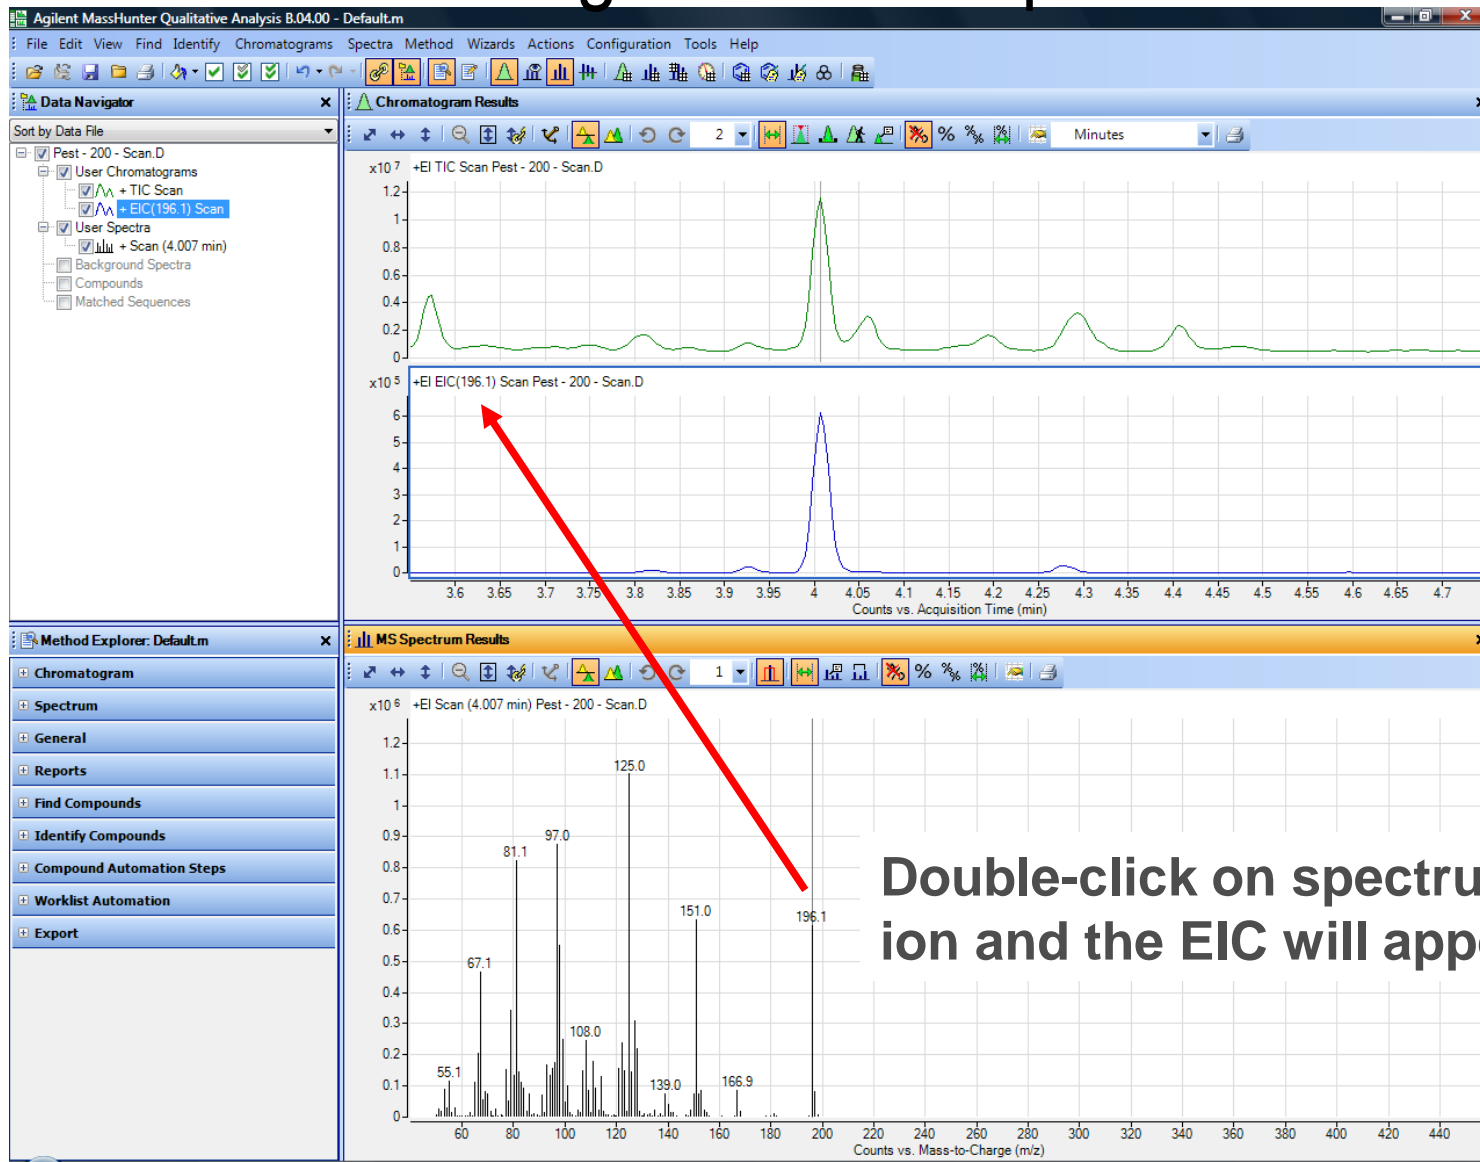 Agilent MassHunter Qualitative Analysis B.04.00 - Default.m
File Edit View Find Identify Chromatograms Spectra Method Wizards Actions Configuration Tools Help
Data Navigator
Sort by Data File
Pest - 200 - Scan.D
User Chromatograms
+ TIC Scan
+ EIC(196.1) Scan
User Spectra
+ Scan (4.007 min)
Background Spectra
Compounds
Matched Sequences
Chromatogram Results
2 Minutes
x10 7 +EI TIC Scan Pest - 200 - Scan.D
1.2
1
0.8
0.6
0.4
0.2
0
x10 5 +EI EIC(196.1) Scan Pest - 200 - Scan.D
6
5
4
3
2
1
0
3.6 3.65 3.7 3.75 3.8 3.85 3.9 3.95 4 4.05 4.1 4.15 4.2 4.25 4.3 4.35 4.4 4.45 4.5 4.55 4.6 4.65 4.7
Counts vs. Acquisition Time (min)
Method Explorer: Default.m
Chromatogram
Spectrum
General
Reports
Find Compounds
Identify Compounds
Compound Automation Steps
Worklist Automation
Export
MS Spectrum Results
1
x10 6 +EI Scan (4.007 min) Pest - 200 - Scan.D
1.2
1.1
1
0.9
0.8
0.7
0.6
0.5
0.4
0.3
0.2
0.1
0
125.0
97.0
81.1
151.0
196.1
67.1
108.0
55.1
139.0
166.9
60 80 100 120 140 160 180 200 220 240 260 280 300 320 340 360 380 400 420 440
Counts vs. Mass-to-Charge (m/z)
Double-click on spectru
ion and the EIC will app